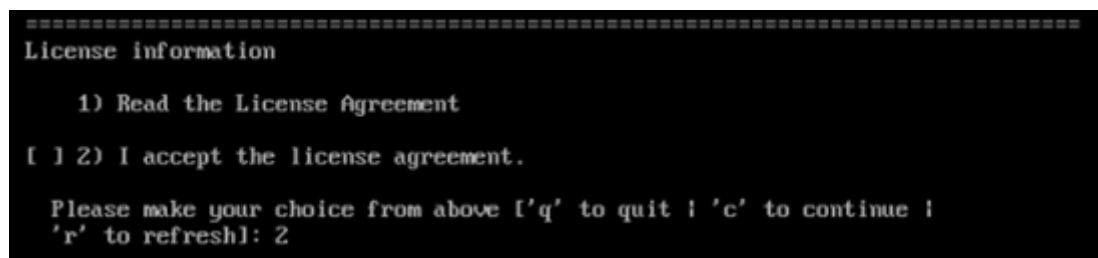 ================================================================================
License information
1) Read the License Agreement
[ ] 2) I accept the license agreement.
Please make your choice from above ['q' to quit | 'c' to continue |
'r' to refresh]: 2